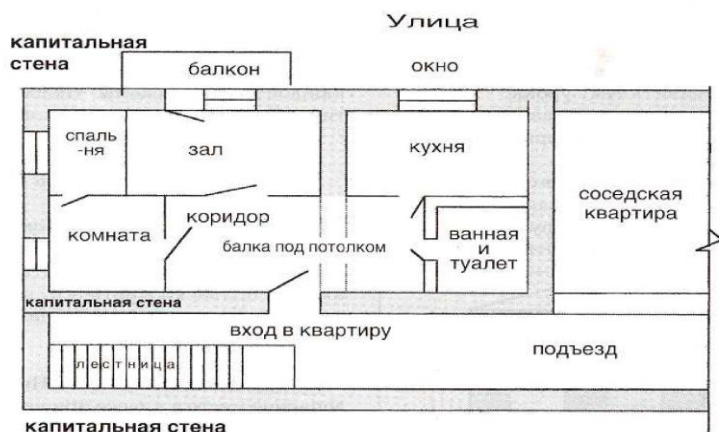 Улица
капитальная
стена
балкон
окно
спаль
-ня
зал
кухня
соседская
квартира
комната
коридор
балка под потолком
ванная
и
туалет
капитальная стена
вход в квартиру
подъезд
лестница
капитальная стена